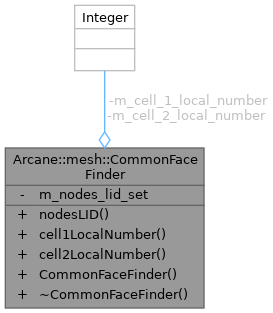 Integer
-m_cell_1_local_number
-m_cell_2_local_number
Arcane::mesh::CommonFace
Finder
- m_nodes_lid_set
+ nodesLID()
+ cell1LocalNumber()
+ cell2LocalNumber()
+ CommonFaceFinder()
+ ~CommonFaceFinder()